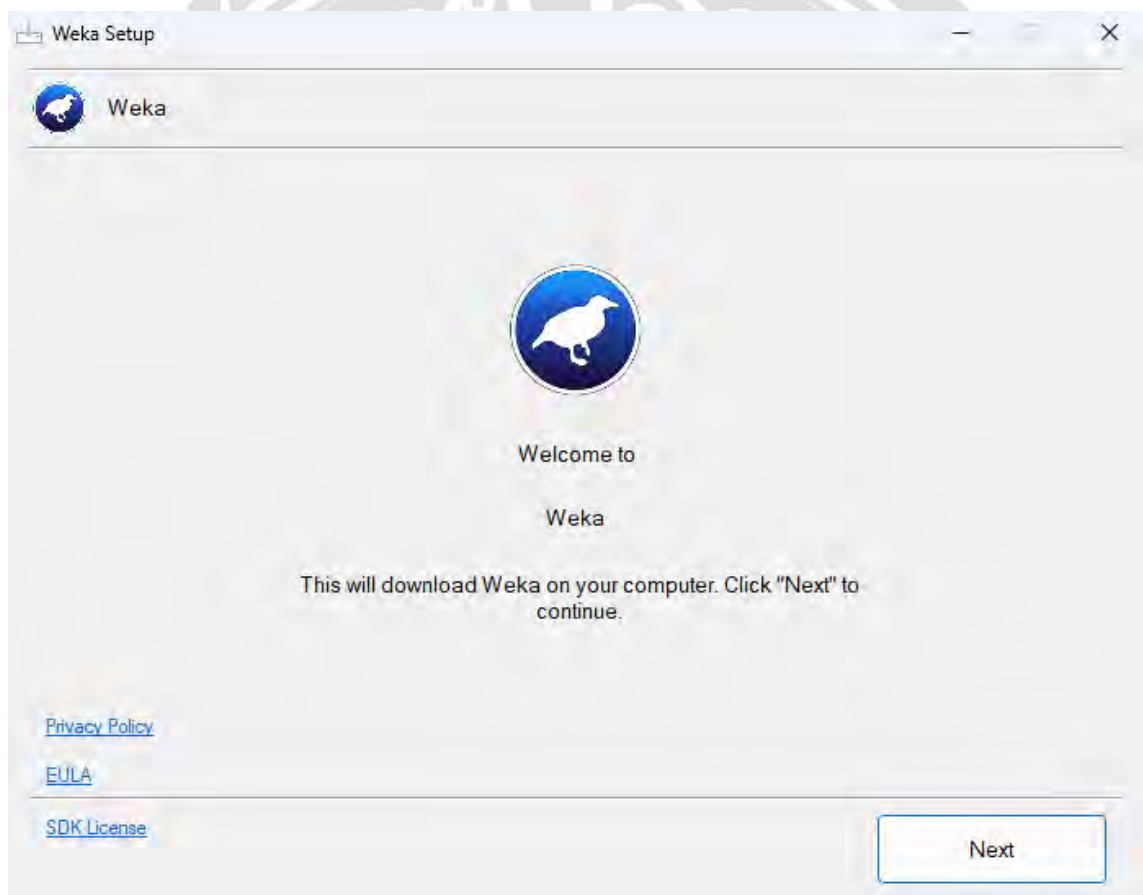 Weka Setup
Weka
Welcome to
Weka
This will download Weka on your computer. Click "Next" to
continue.
Privacy Policy
EULA
SDK License
Next